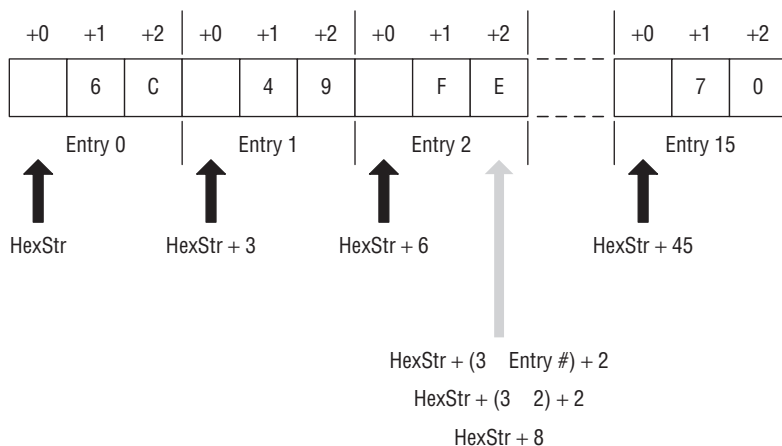 +0 +1 +2 +0 +1 +2 +0 +1 +2 +0 +1 +2
6 C 4 9 F E 7 0
Entry 0 Entry 1 Entry 2 Entry 15
HexStr HexStr + 3 HexStr + 6 HexStr + 45
HexStr + (3 Entry #) + 2
HexStr + (3 2) + 2
HexStr + 8